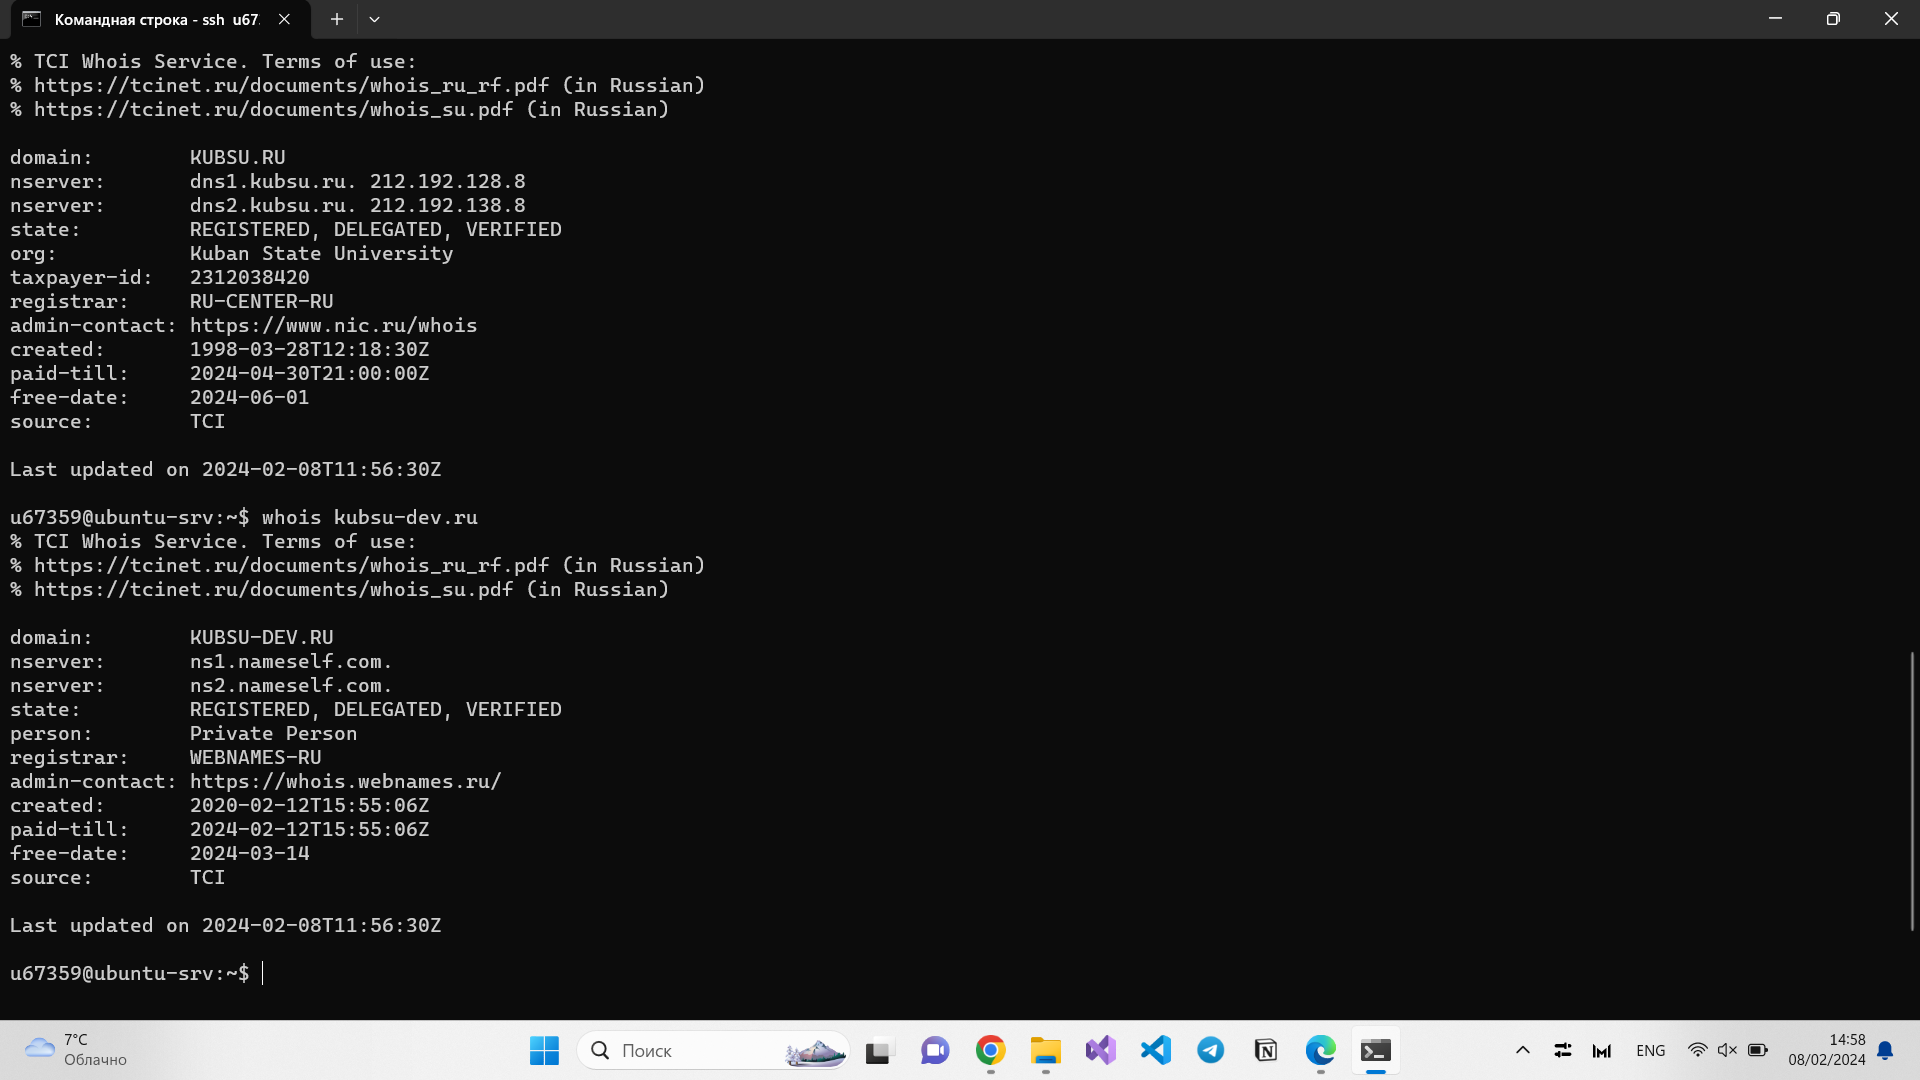 Командная строка - ssh u67
% TCI Whois Service. Terms of use:
% https://tcinet.ru/documents/whois_ru_rf.pdf (in Russian)
% https://tcinet.ru/documents/whois_su.pdf (in Russian)
domain:        KUBSU.RU
nserver:       dns1.kubsu.ru. 212.192.128.8
nserver:       dns2.kubsu.ru. 212.192.138.8
state:         REGISTERED, DELEGATED, VERIFIED
org:           Kuban State University
taxpayer-id:   2312038420
registrar:     RU-CENTER-RU
admin-contact: https://www.nic.ru/whois
created:       1998-03-28T12:18:30Z
paid-till:     2024-04-30T21:00:00Z
free-date:     2024-06-01
source:        TCI
Last updated on 2024-02-08T11:56:30Z
u67359@ubuntu-srv:~$ whois kubsu-dev.ru
% TCI Whois Service. Terms of use:
% https://tcinet.ru/documents/whois_ru_rf.pdf (in Russian)
% https://tcinet.ru/documents/whois_su.pdf (in Russian)
domain:        KUBSU-DEV.RU
nserver:       ns1.nameself.com.
nserver:       ns2.nameself.com.
state:         REGISTERED, DELEGATED, VERIFIED
person:        Private Person
registrar:     WEBNAMES-RU
admin-contact: https://whois.webnames.ru/
created:       2020-02-12T15:55:06Z
paid-till:     2024-02-12T15:55:06Z
free-date:     2024-03-14
source:        TCI
Last updated on 2024-02-08T11:56:30Z
u67359@ubuntu-srv:~$
7°C
Облачно
Поиск
ENG
14:58
08/02/2024